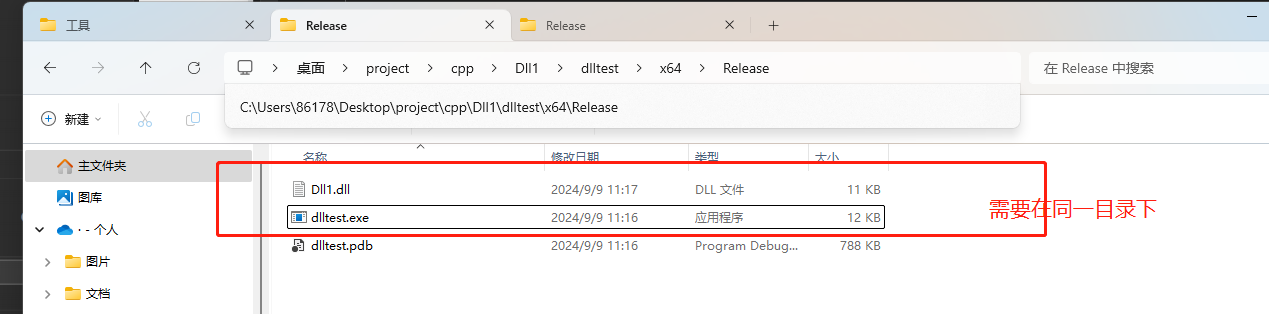 工具
Release
Release
桌面 project cpp Dll1 dlltest x64 Release
在 Release 中搜索
C:\Users\86178\Desktop\project\cpp\Dll1\dlltest\x64\Release
新建
主文件夹
图库
- 个人
图片
文档
名称 修改日期 类型 大小
Dll1.dll 2024/9/9 11:17 DLL 文件 11 KB
dlltest.exe 2024/9/9 11:16 应用程序 12 KB
dlltest.pdb 2024/9/9 11:16 Program Debug... 788 KB
需要在同一目录下